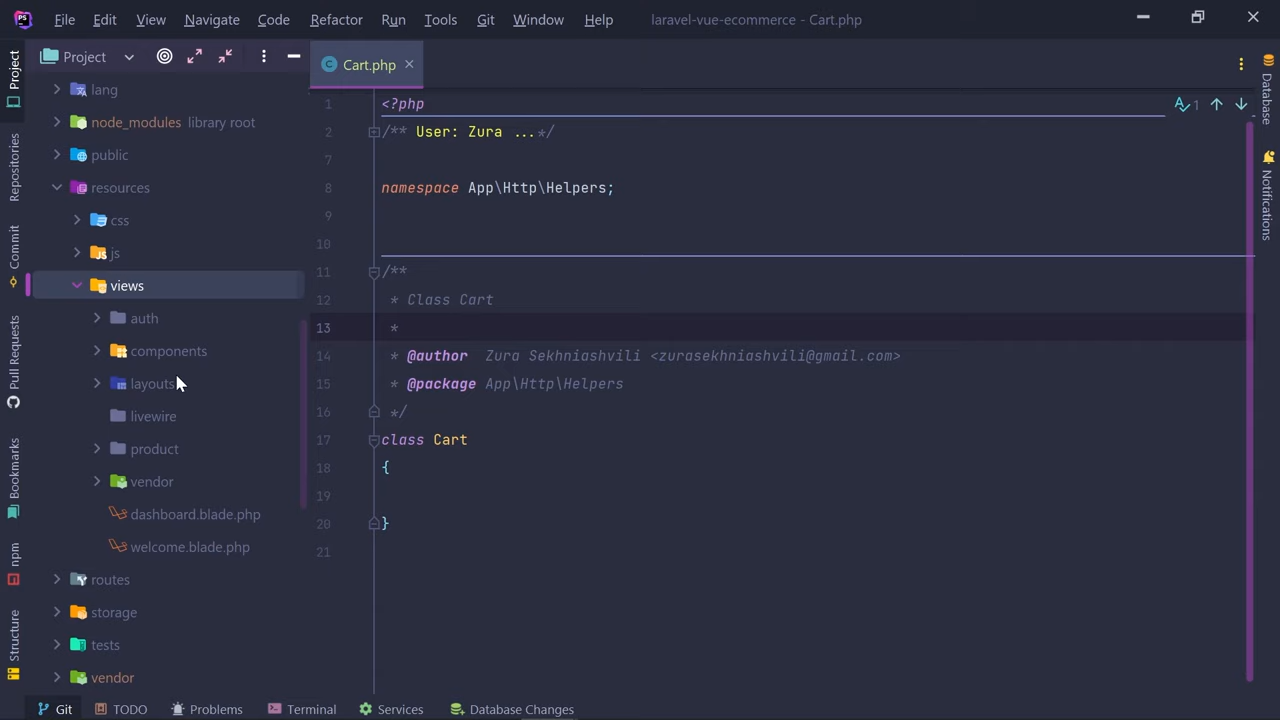 PS File Edit View Navigate Code Refactor Run Tools Git Window Help laravel-vue-ecommerce - Cart.php
Project
Repositories
Commit
Pull Requests
Bookmarks
npm
Structure
Project
lang
node_modules library root
public
resources
css
JS js
views
auth
components
layouts
livewire
product
vendor
dashboard.blade.php
welcome.blade.php
routes
storage
tests
vendor
C Cart.php
1 <?php
2 /** User: Zura ...*/
7
8 namespace App\Http\Helpers;
9
10
11 /**
12 * Class Cart
13 *
14 * @author Zura Sekhniashvili <zurasekhniashvili@gmail.com>
15 * @package App\Http\Helpers
16 */
17 class Cart
18 {
19
20 }
21
1
Database
Notifications
Git TODO Problems Terminal Services Database Changes